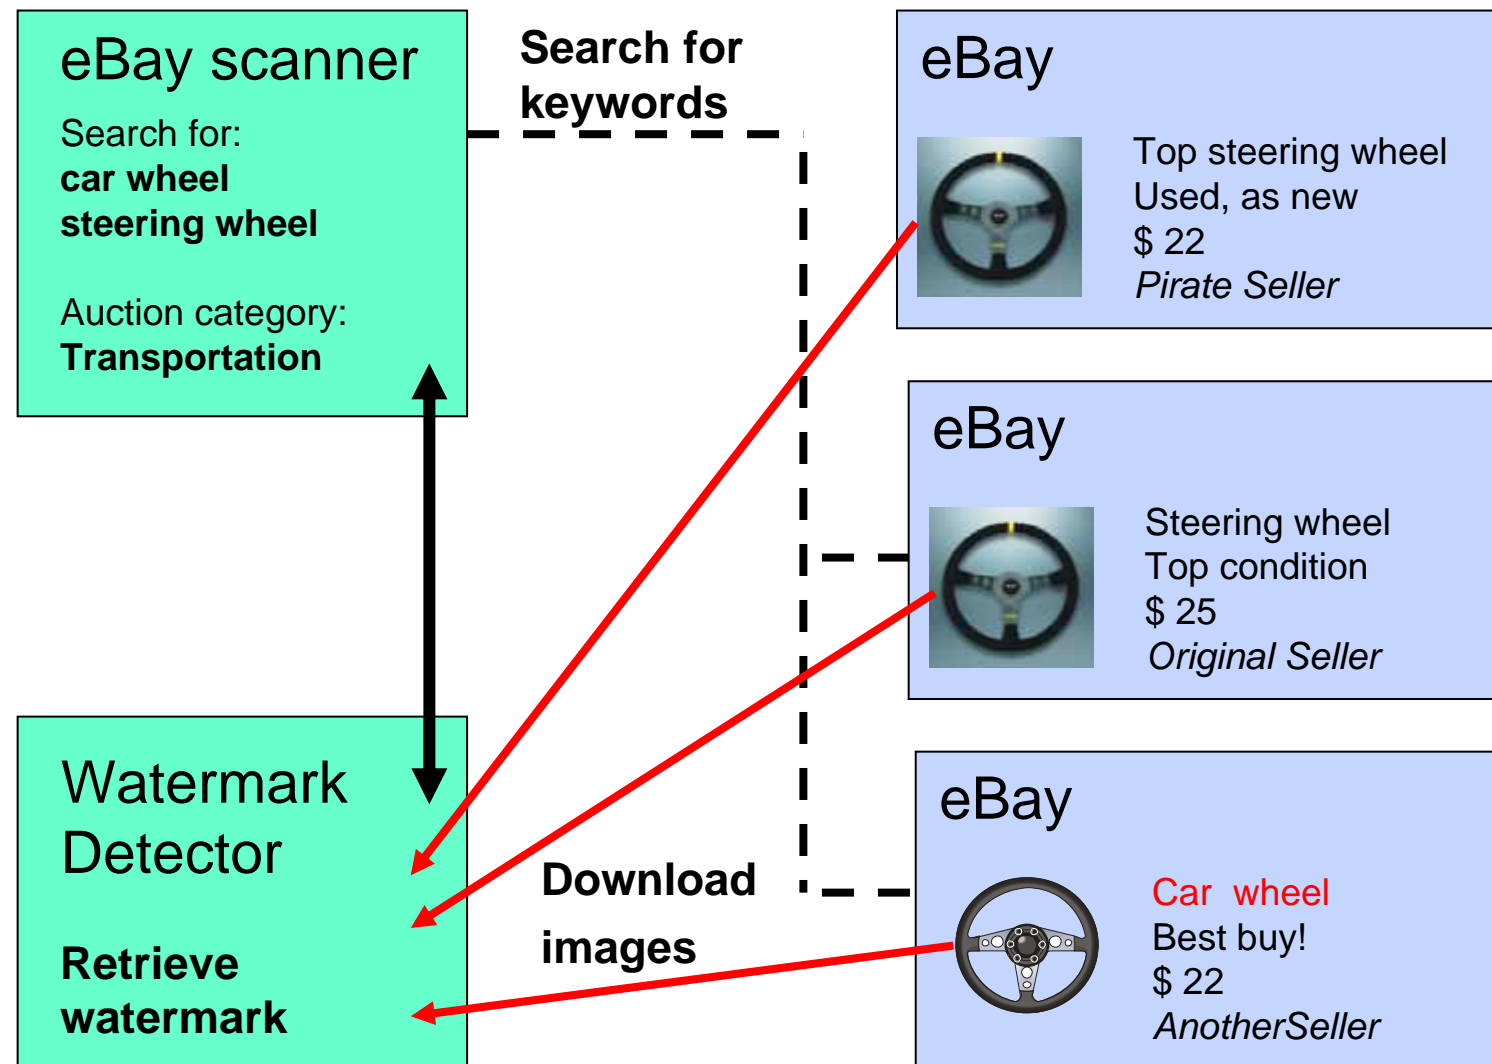 eBay scanner
Search for:
car wheel
steering wheel
Auction category:
Transportation
Search for
keywords
eBay
Top steering wheel
Used, as new
$ 22
Pirate Seller
eBay
Steering wheel
Top condition
$ 25
Original Seller
Watermark
Detector
Retrieve
watermark
Download
images
eBay
Car wheel
Best buy!
$ 22
AnotherSeller